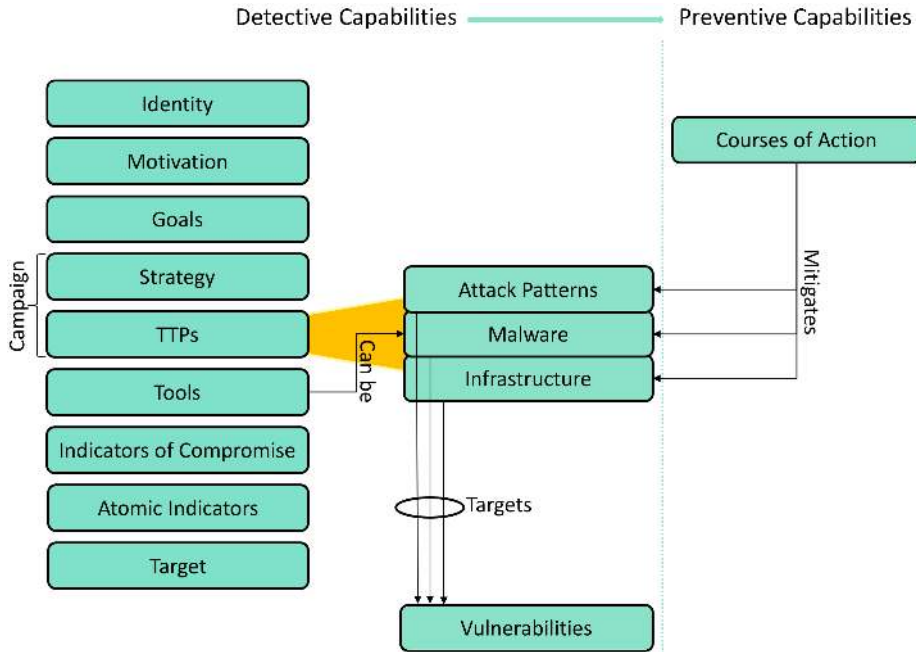 Detective Capabilities
Preventive Capabilities
Identity
Motivation
Goals
Strategy
TTPs
Tools
Indicators of Compromise
Atomic Indicators
Target
Campaign
Can be
Attack Patterns
Malware
Infrastructure
Targets
Vulnerabilities
Courses of Action
Mitigates